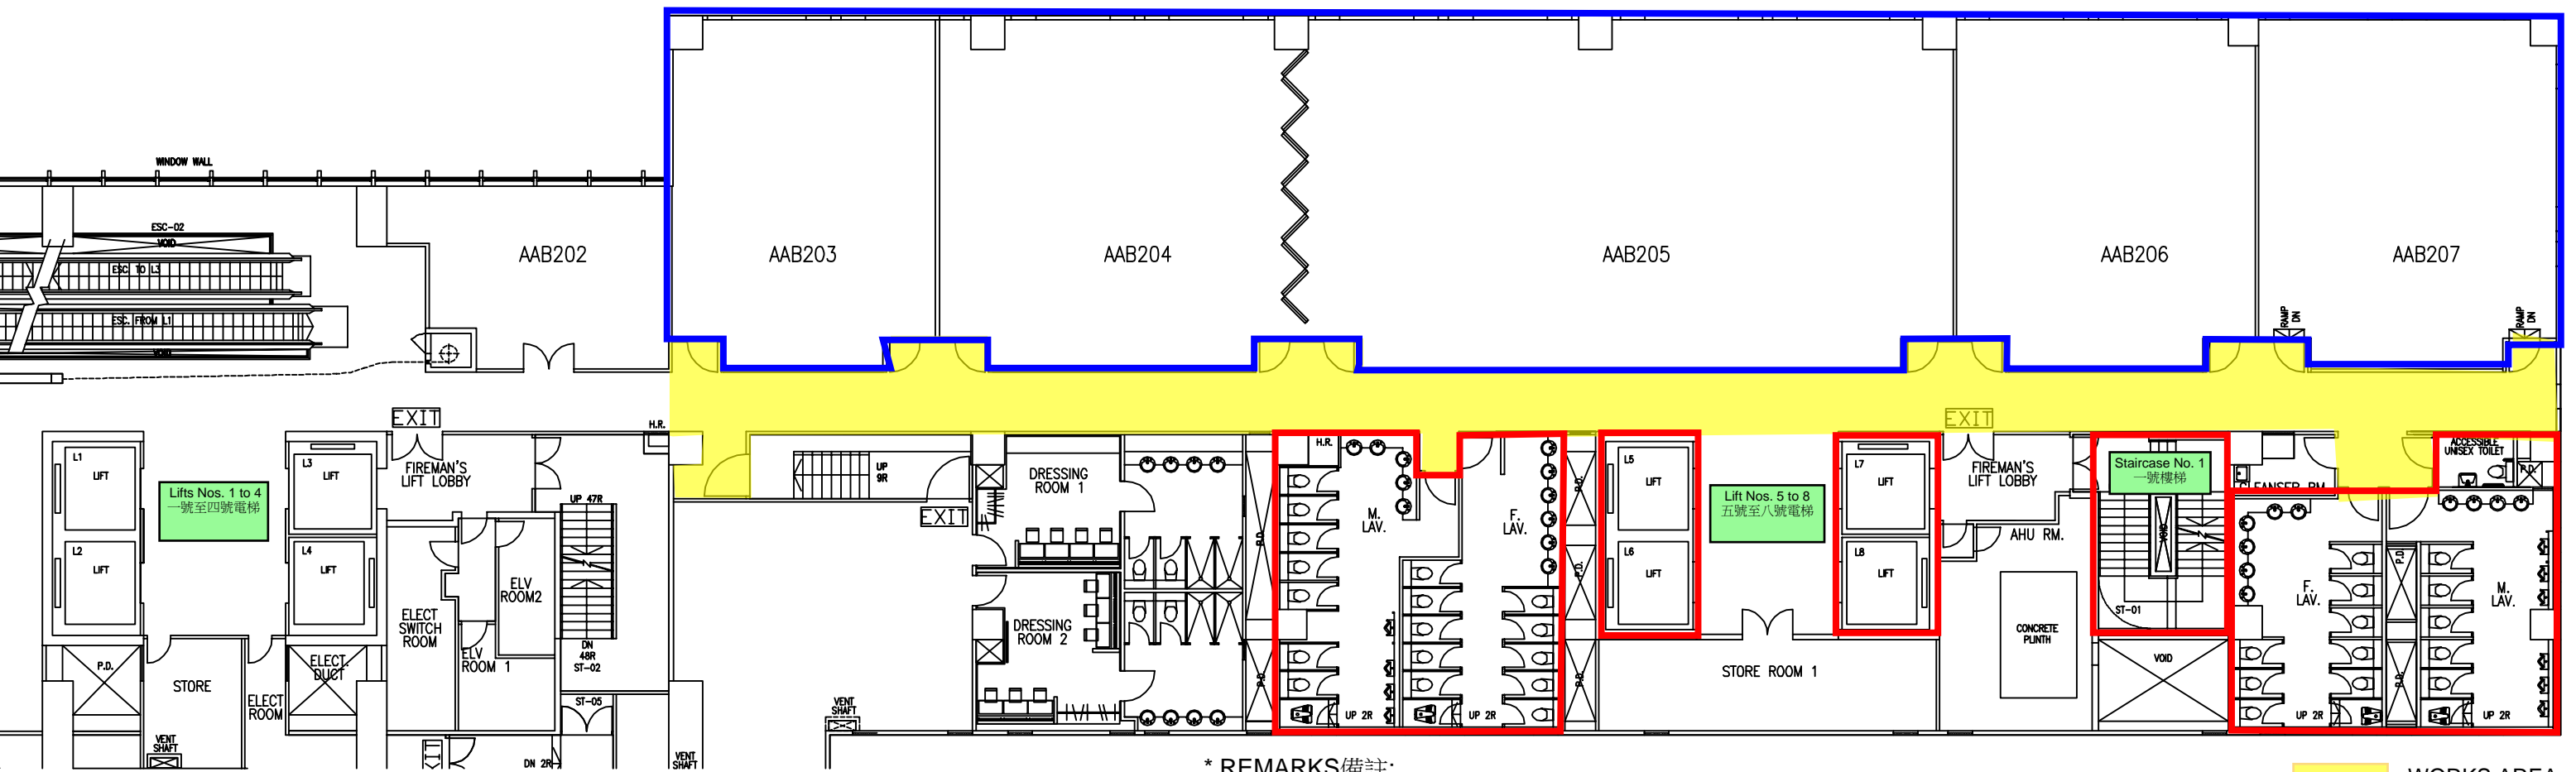 WINDOW WALL
ESC-02
VOID
ESC. TO L3
ESC. FROM L1
VOID
AAB202
AAB203
AAB204
AAB205
AAB206
AAB207
RAMP
DN
RAMP
DN
EXIT
H.R.
EXIT
L1
LIFT
L2
LIFT
Lifts Nos. 1 to 4
一號至四號電梯
L3
LIFT
L4
LIFT
FIREMAN'S
LIFT LOBBY
UP 47R
ELECT
SWITCH
ROOM
ELV
ROOM2
ELV
ROOM 1
DN
48R
ST-02
ST-05
P.D.
STORE
ELECT
ROOM
ELECT.
DUCT
VENT
SHAFT
EXIT
DN 2R
VENT
SHAFT
UP
9R
EXIT
VENT
SHAFT
DRESSING
ROOM 1
DRESSING
ROOM 2
P.D.
P.D.
H.R.
M.
LAV.
F.
LAV.
UP 2R
UP 2R
P.D.
P.D.
P.D.
L5
LIFT
L6
LIFT
Lift Nos. 5 to 8
五號至八號電梯
L7
LIFT
L8
LIFT
STORE ROOM 1
FIREMAN'S
LIFT LOBBY
AHU RM.
CONCRETE
PLINTH
Staircase No. 1
一號樓梯
VOID
ST-01
VOID
CLEANSER RM.
ACCESSIBLE
UNISEX TOILET
P.D.
F.
LAV.
P.D.
P.D.
M.
LAV.
UP 2R
UP 2R
* REMARKS備註:
WORKS AREA